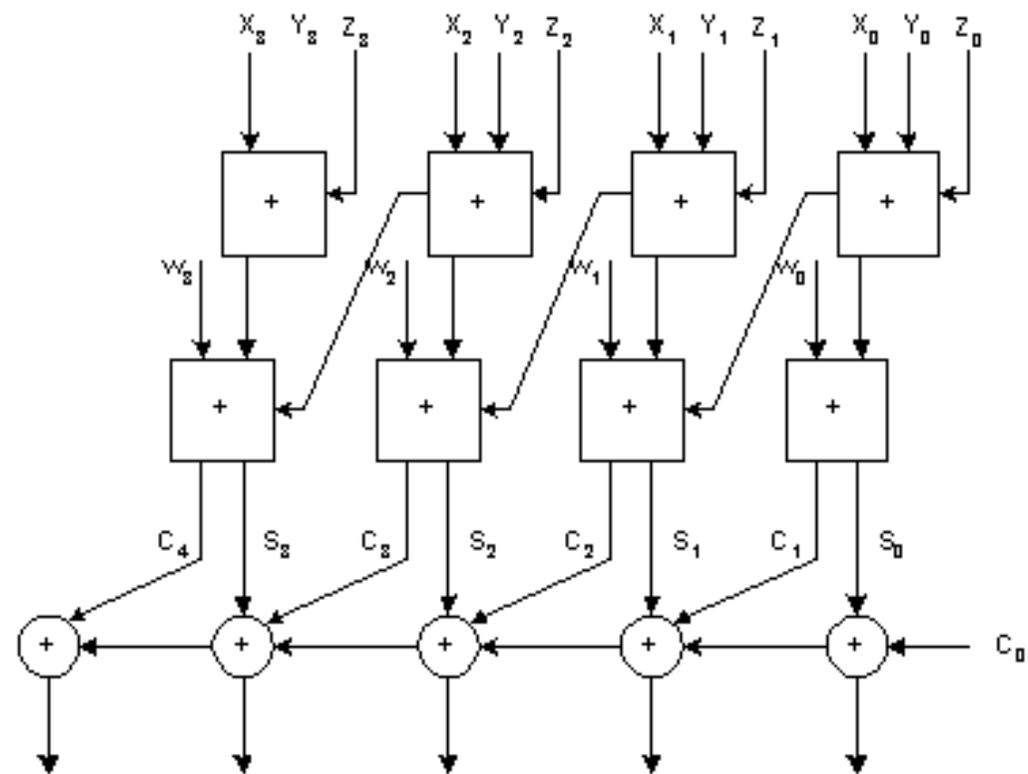 X₃ Y₃ Z₃ X₂ Y₂ Z₂ X₁ Y₁ Z₁ X₀ Y₀ Z₀
+ + + +
W₃ W₂ W₁ W₀
+ + + +
C₄ S₃ C₃ S₂ C₂ S₁ C₁ S₀
+ + + + + C₀